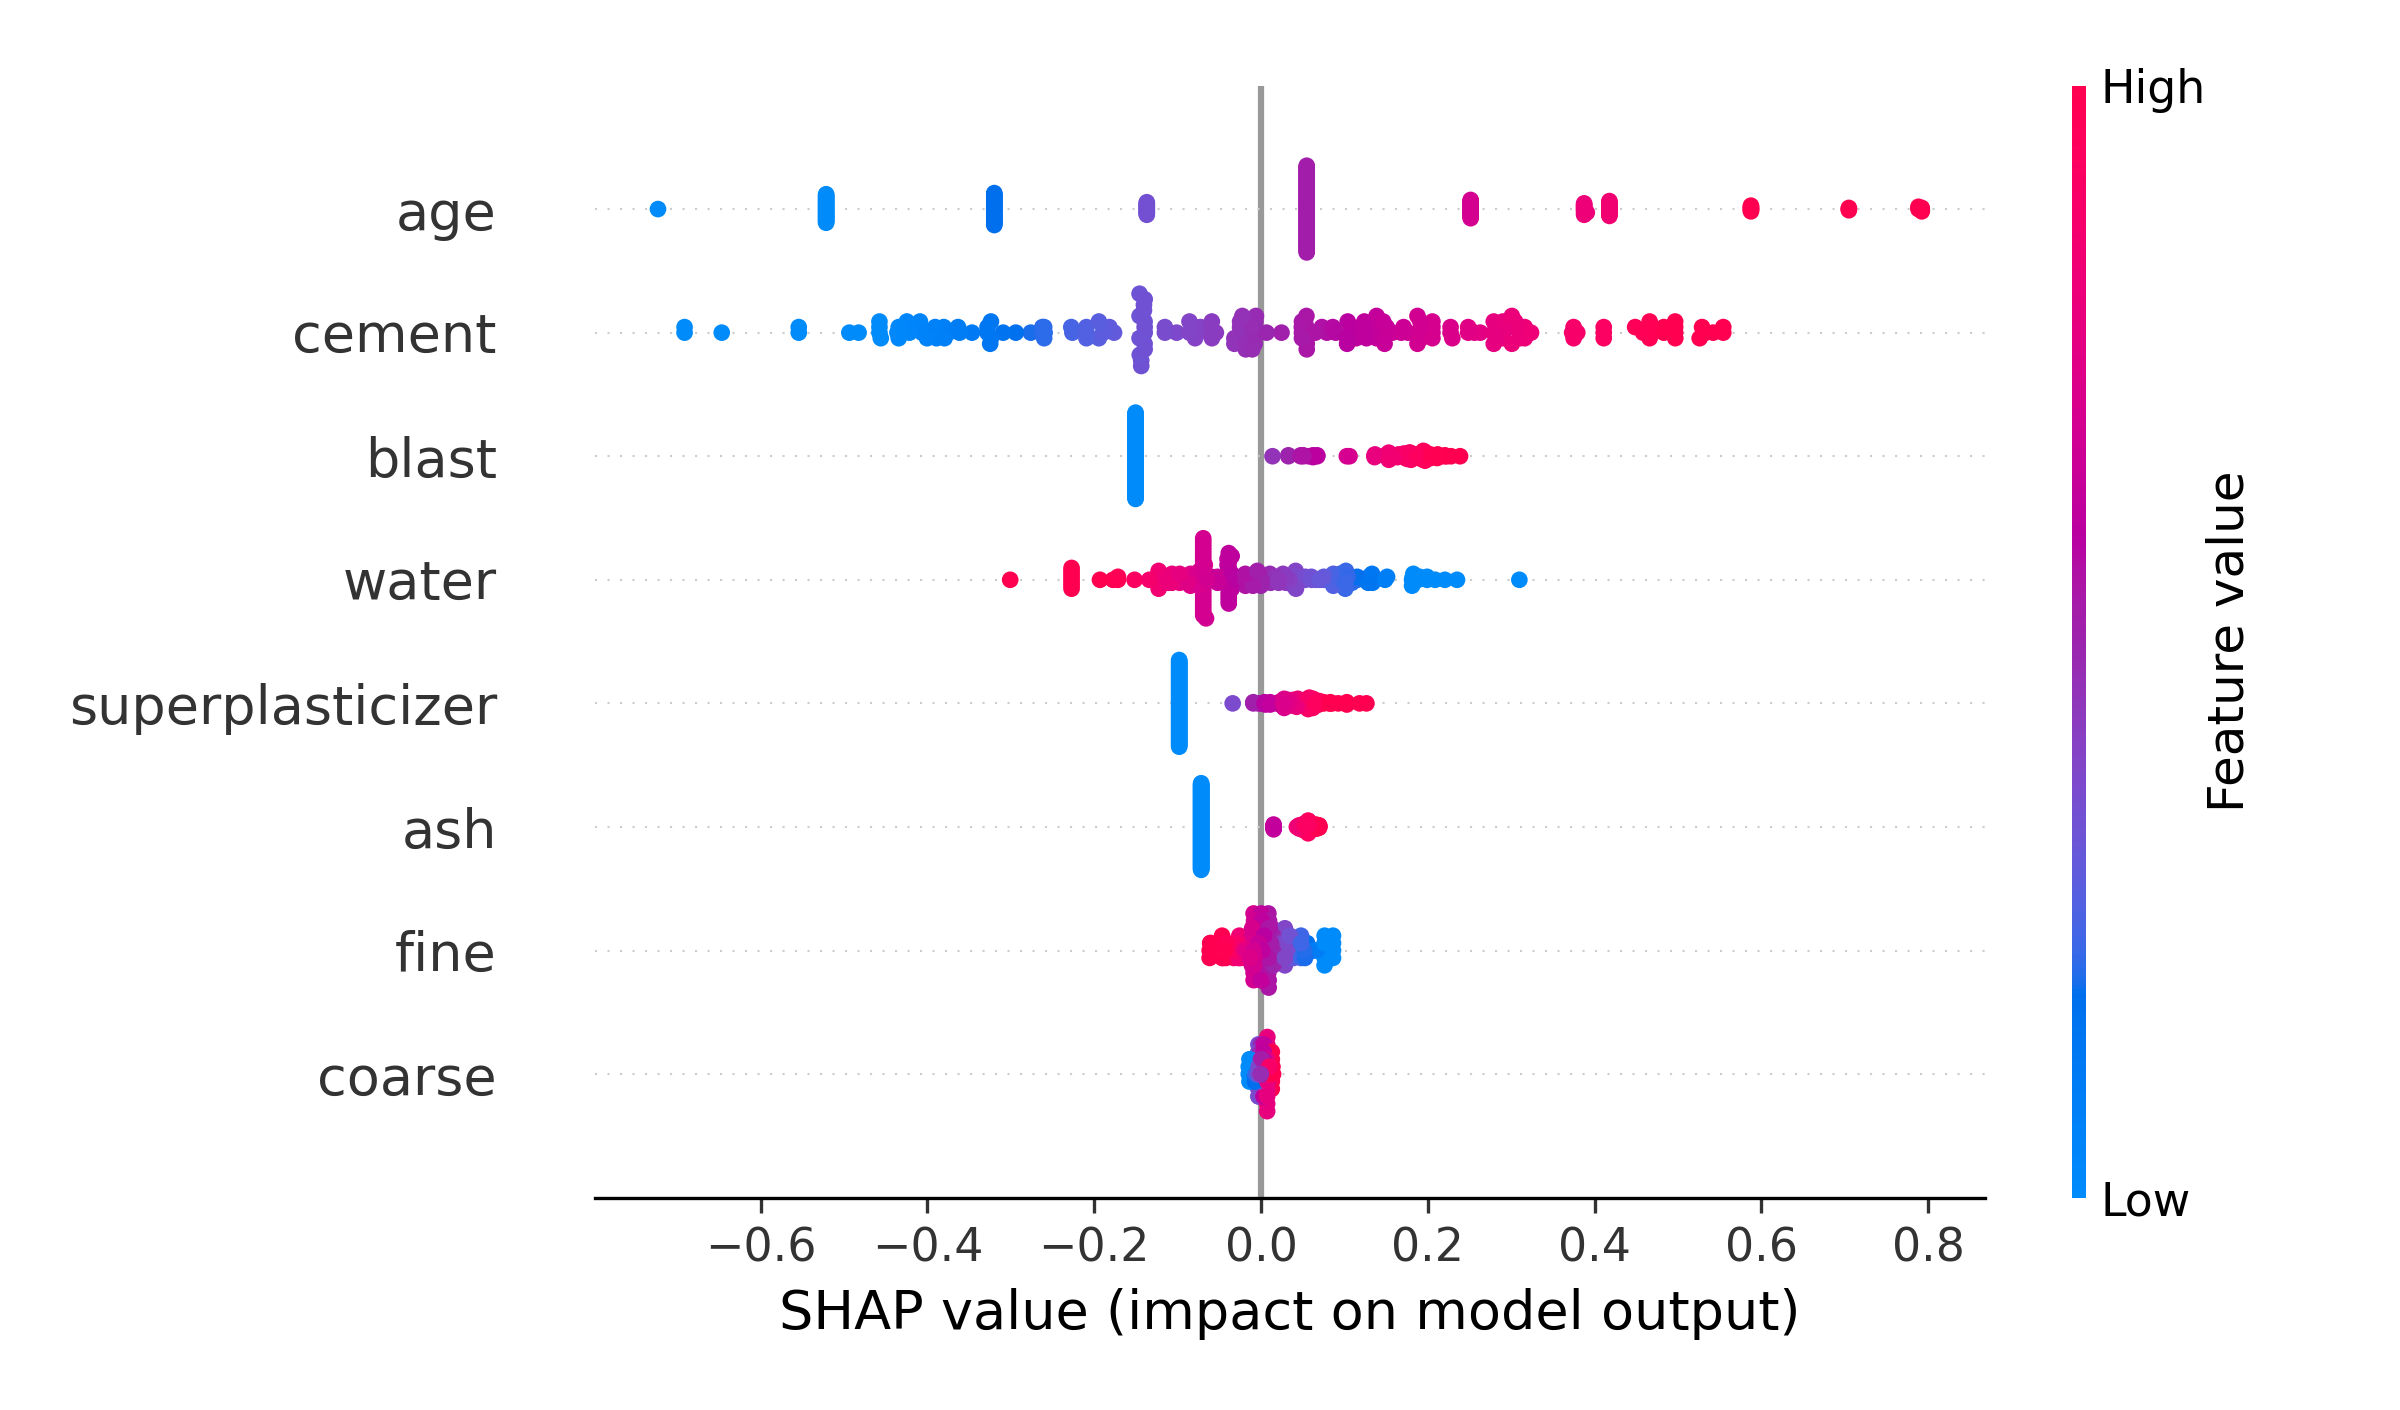 High
age
cement
blast
water
superplasticizer
ash
fine
coarse
Feature value
Low
−0.6 −0.4 −0.2 0.0 0.2 0.4 0.6 0.8
SHAP value (impact on model output)